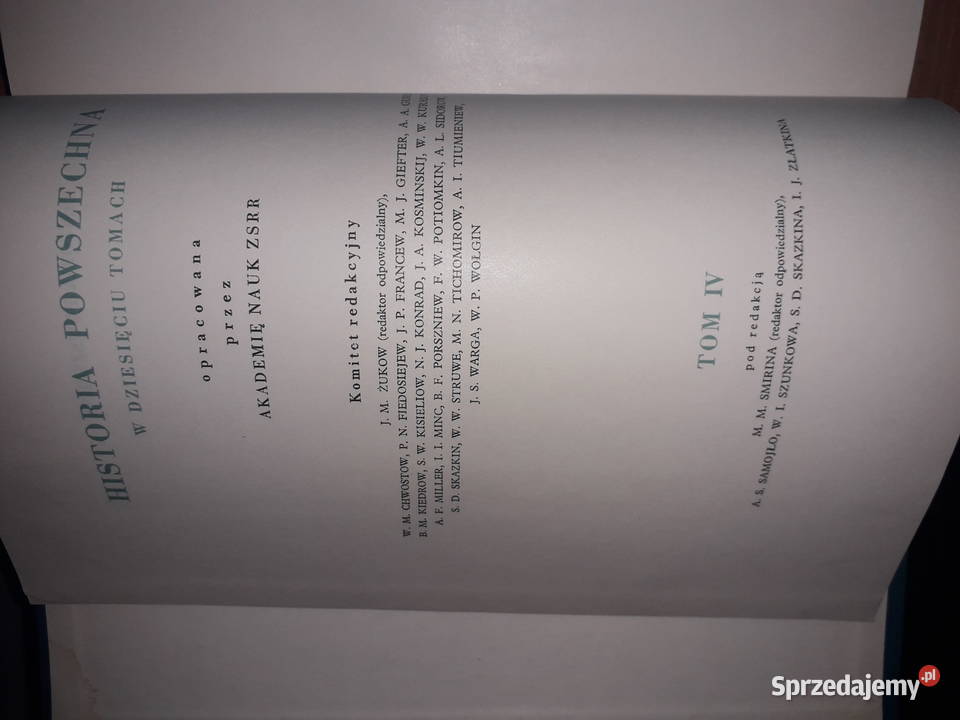 HISTORIA POWSZECHNA
W DZIESIĘCIU TOMACH
opracowana
przez
AKADEMIĘ NAUK ZSRR
Komitet redakcyjny
J. M. ŻUKOW (redaktor odpowiedzialny),
W. M. CHWOSTOW, P. N. FIEDOSIEJEW, J. P. FRANCEW, M. J. GIEFTER, A. A.
B. M. KIEDROW, S. W. KISIELIOW, N. J. KONRAD, J. A. KOSMINSKIJ, W. W.
A. F. MILLER, I. I. MINC, B. F. PORSZNIEW, F. W. POTIOMKIN, A. L.
S. D. SKAZKIN, W. W. STRUWE, M. N. TICHOMIROW, A. I. TIUMIENIEW,
J. S. WARGA, W. P. WOLGIN
TOM IV
pod redakcją
M. M. SMIRINA (redaktor odpowiedzialny),
A. S. SAMOJŁO, W. I. SZUNKOWA, S. D. SKAZKINA, I. J. ZŁATKINA
Sprzedajemy.pl